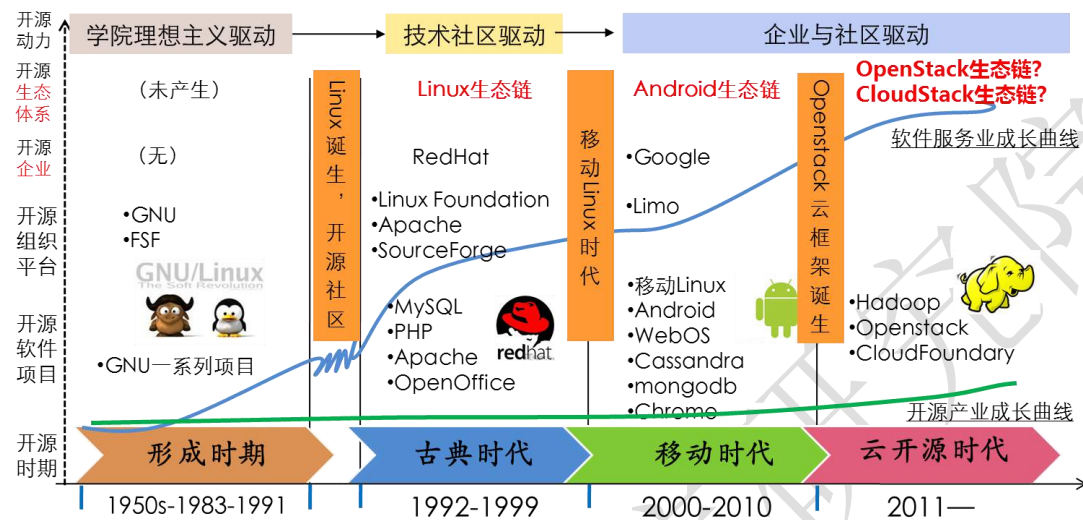 开源
动力
学院理想主义驱动
技术社区驱动
企业与社区驱动
开源
生态
体系
(未产生)
Linux生态链
Android生态链
OpenStack生态链?
CloudStack生态链?
软件服务业成长曲线
开源
企业
(无)
RedHat
•Google
开源
组织
平台
•GNU
•FSF
•Linux Foundation
•Apache
•SourceForge
•Limo
Linux诞生，开源社区
移动Linux时代
Openstack云框架诞生
GNU/Linux
The Soft Revolution
开源
软件
项目
•GNU一系列项目
•MySQL
•PHP
•Apache
•OpenOffice
redhat
•移动Linux
•Android
•WebOS
•Cassandra
•mongodb
•Chrome
•Hadoop
•Openstack
•CloudFoundary
开源产业成长曲线
开源
时期
形成时期
古典时代
移动时代
云开源时代
1950s-1983-1991
1992-1999
2000-2010
2011—
研究院